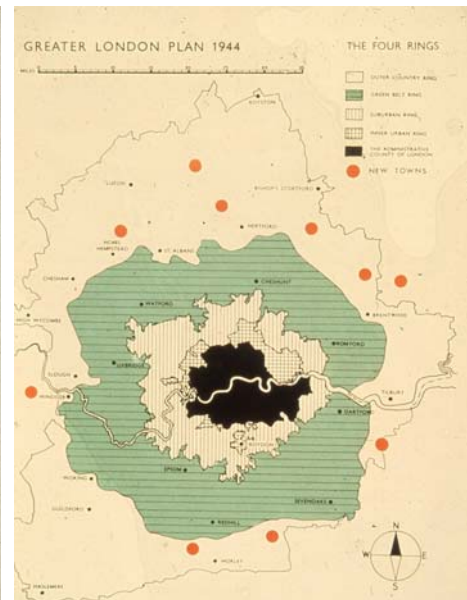 GREATER LONDON PLAN 1944
THE FOUR RINGS
MILES
OUTER COUNTRY RING
GREEN BELT RING
SUBURBAN RING
INNER URBAN RING
THE ADMINISTRATIVE
COUNTY OF LONDON
NEW TOWNS
ROYSTON
LUTON
BISHOP'S STORTFORD
HERTFORD
HEMEL
HEMPSTEAD
ST ALBANS
CHESHAM
CHESHUNT
WATFORD
BRENTWOOD
HIGH WYCOMBE
ROMFORD
UXBRIDGE
SLOUGH
WINDSOR
TILBURY
DARTFORD
CROYDON
EPSOM
WOKING
SEVENOAKS
GUILDFORD
REDHILL
HORLEY
HASLEMERE
N
W E
S